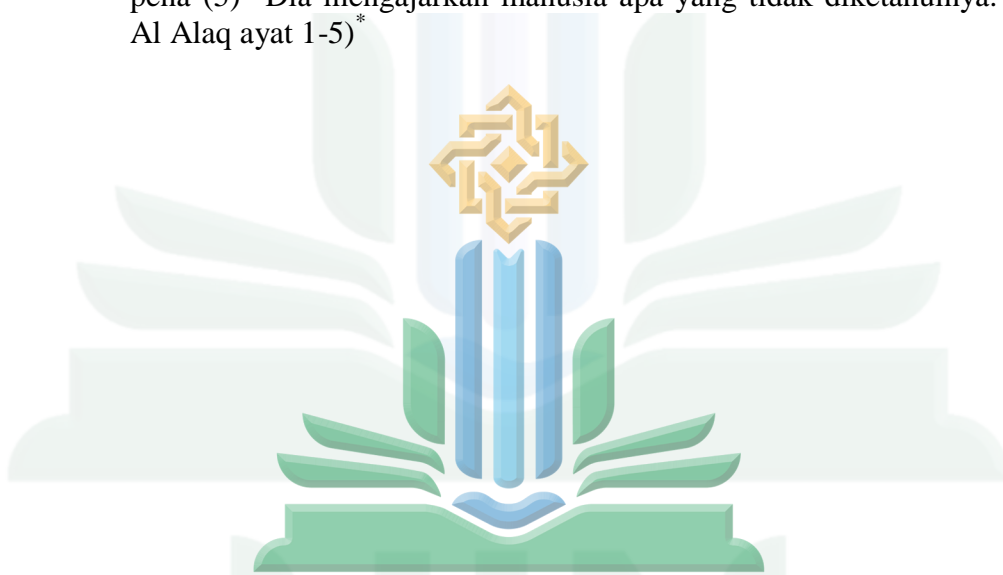 pena (5) Dia mengajarkan manusia apa yang tidak diketahuinya.
Al Alaq ayat 1-5)*